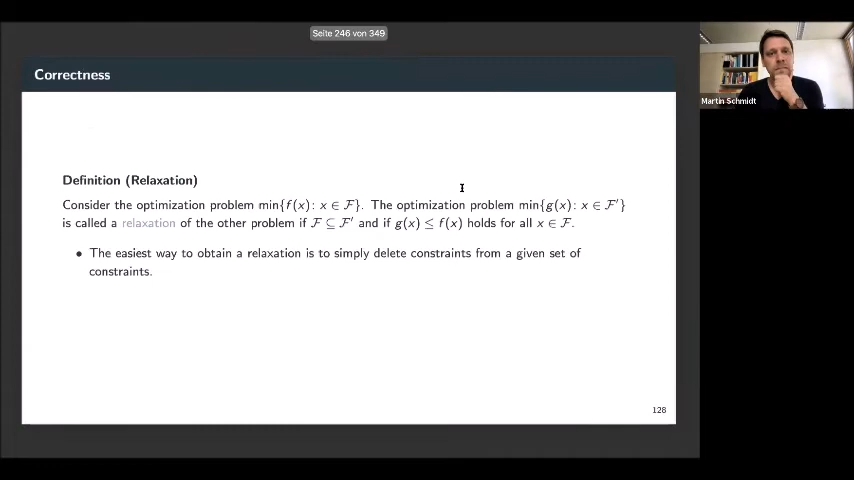 Seite 246 von 349
Correctness
Martin Schmidt
Definition (Relaxation)
Consider the optimization problem min{f(x): x ∈ ℱ}. The optimization problem min{g(x): x ∈ ℱ′}
is called a relaxation of the other problem if ℱ ⊆ ℱ′ and if g(x) ≤ f(x) holds for all x ∈ ℱ.
• The easiest way to obtain a relaxation is to simply delete constraints from a given set of
constraints.
128